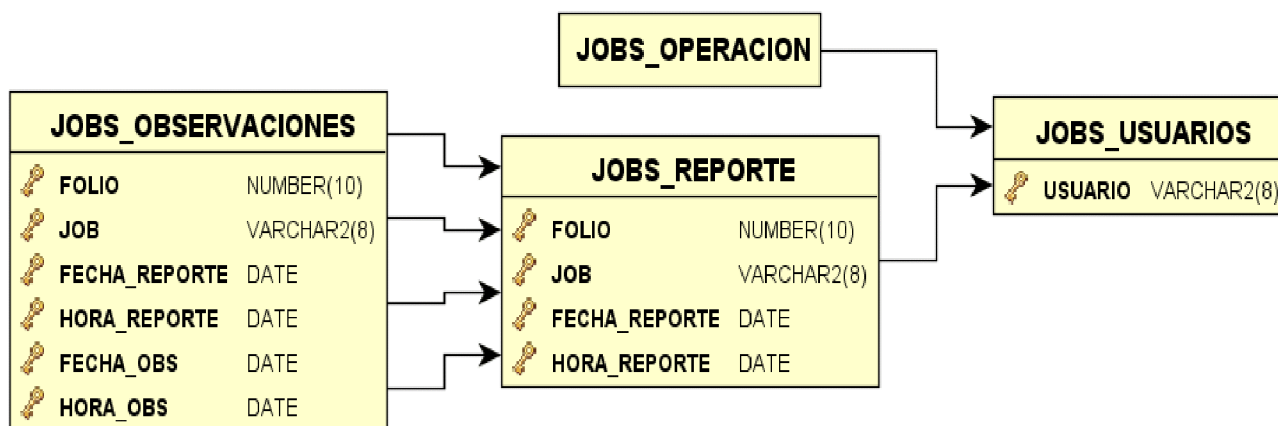 JOBS_OPERACION
JOBS_OBSERVACIONES
FOLIO NUMBER(10)
JOB VARCHAR2(8)
FECHA_REPORTE DATE
HORA_REPORTE DATE
FECHA_OBS DATE
HORA_OBS DATE
JOBS_REPORTE
FOLIO NUMBER(10)
JOB VARCHAR2(8)
FECHA_REPORTE DATE
HORA_REPORTE DATE
JOBS_USUARIOS
USUARIO VARCHAR2(8)